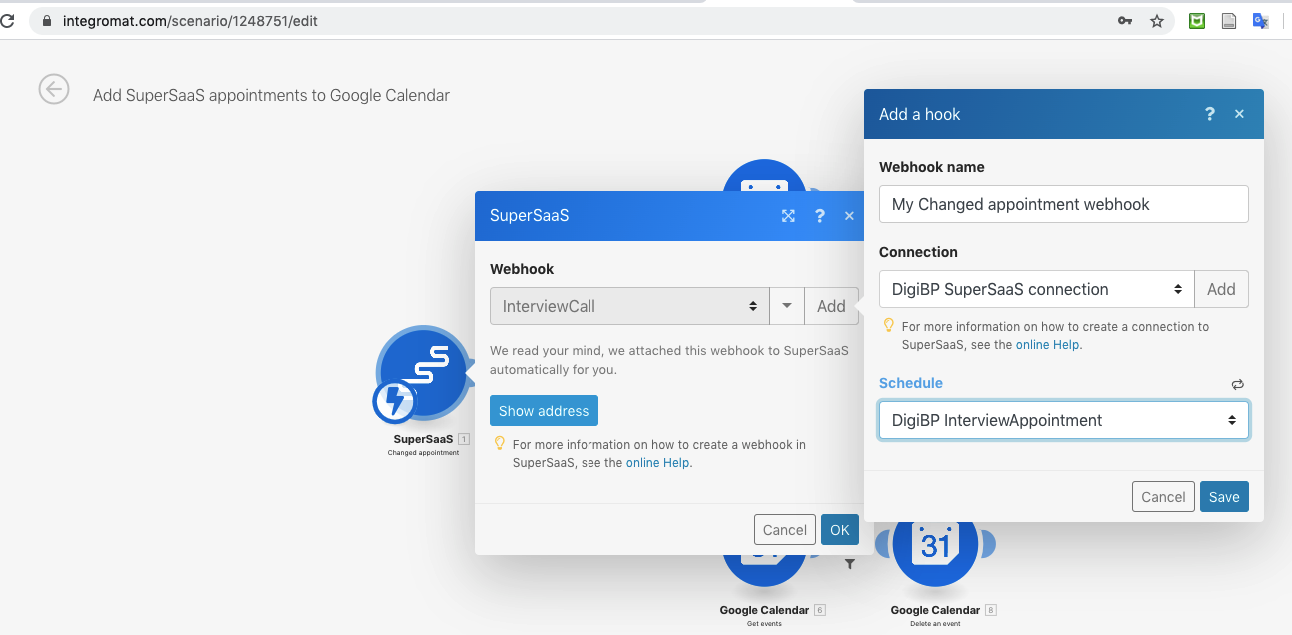 integromat.com/scenario/1248751/edit
Add SuperSaaS appointments to Google Calendar
SuperSaaS
?
×
Webhook
InterviewCall
Add
We read your mind, we attached this webhook to SuperSaaS
automatically for you.
Show address
For more information on how to create a webhook in
SuperSaaS, see the online Help.
Cancel
OK
Add a hook
?
×
Webhook name
My Changed appointment webhook
Connection
DigiBP SuperSaaS connection
Add
For more information on how to create a connection to
SuperSaaS, see the online Help.
Schedule
DigiBP InterviewAppointment
Cancel
Save
SuperSaaS 1
Changed appointment
31
Google Calendar 6
Get events
Google Calendar 8
Delete an event